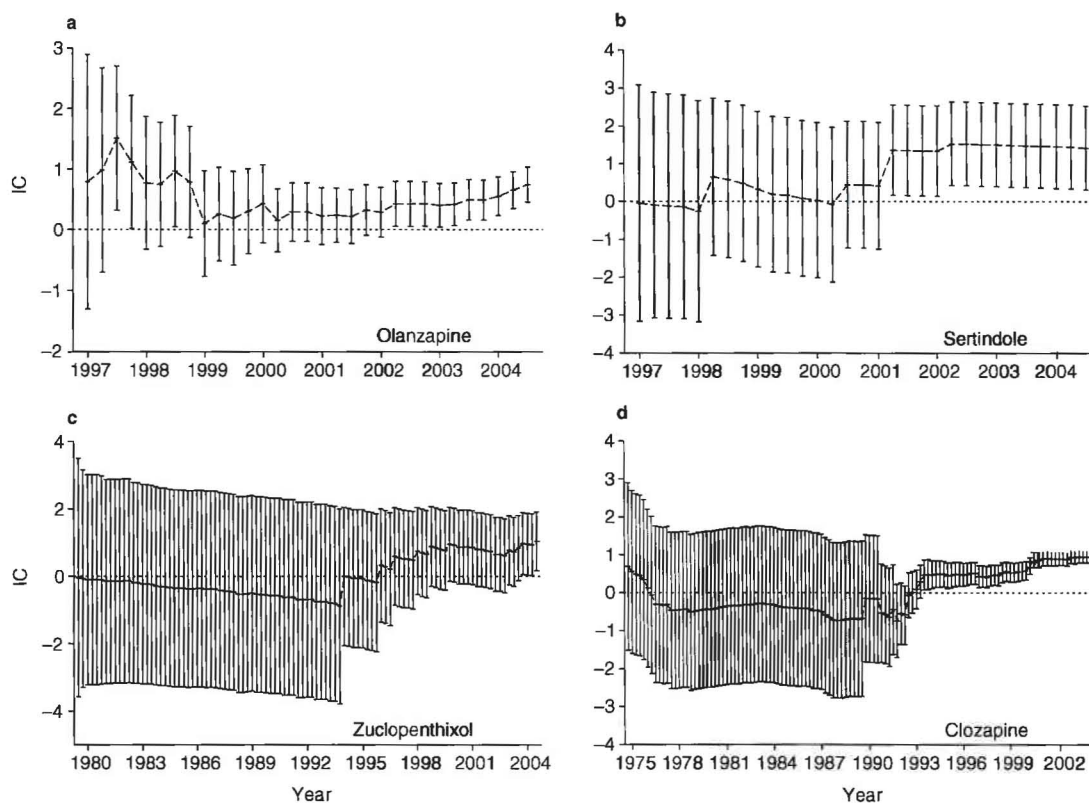 a
3
2
1
0
−1
−2
IC
Olanzapine
1997 1998 1999 2000 2001 2002 2003 2004
b
4
3
2
1
0
−1
−2
−3
−4
Sertindole
1997 1998 1999 2000 2001 2002 2003 2004
c
4
2
0
−2
−4
IC
Zuclopenthixol
1980 1983 1986 1989 1992 1995 1998 2001 2004
Year
d
4
3
2
1
0
−1
−2
−3
−4
Clozapine
1975 1978 1981 1984 1987 1990 1993 1996 1999 2002
Year